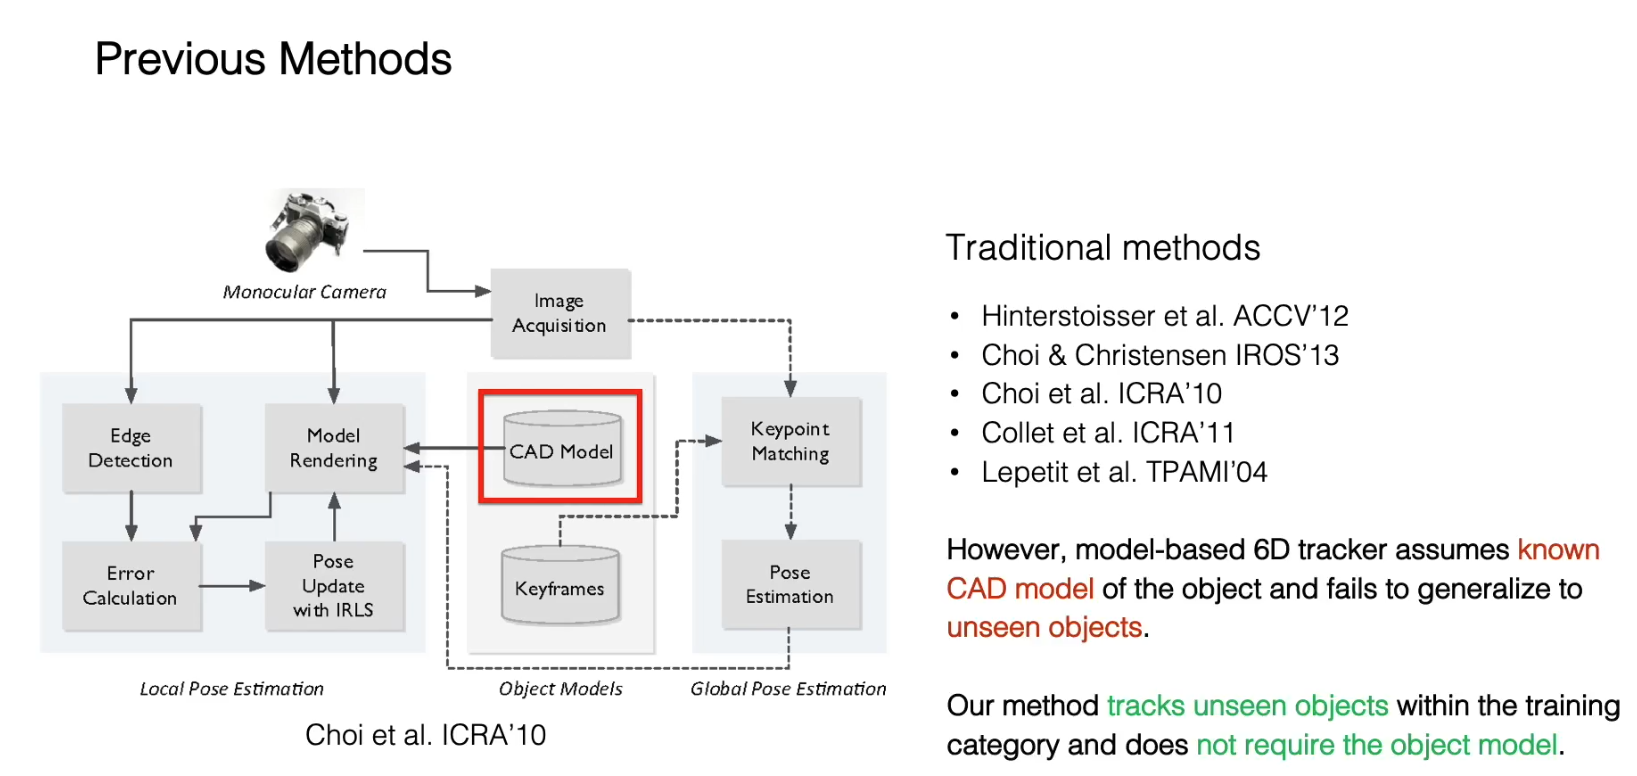 Previous Methods
Monocular Camera
Image
Acquisition
Edge
Detection
Model
Rendering
CAD Model
Keypoint
Matching
Error
Calculation
Pose
Update
with IRLS
Keyframes
Pose
Estimation
Local Pose Estimation
Object Models
Global Pose Estimation
Choi et al. ICRA’10
Traditional methods
• Hinterstoisser et al. ACCV’12
• Choi & Christensen IROS’13
• Choi et al. ICRA’10
• Collet et al. ICRA’11
• Lepetit et al. TPAMI’04
However, model-based 6D tracker assumes known
CAD model of the object and fails to generalize to
unseen objects.
Our method tracks unseen objects within the training
category and does not require the object model.